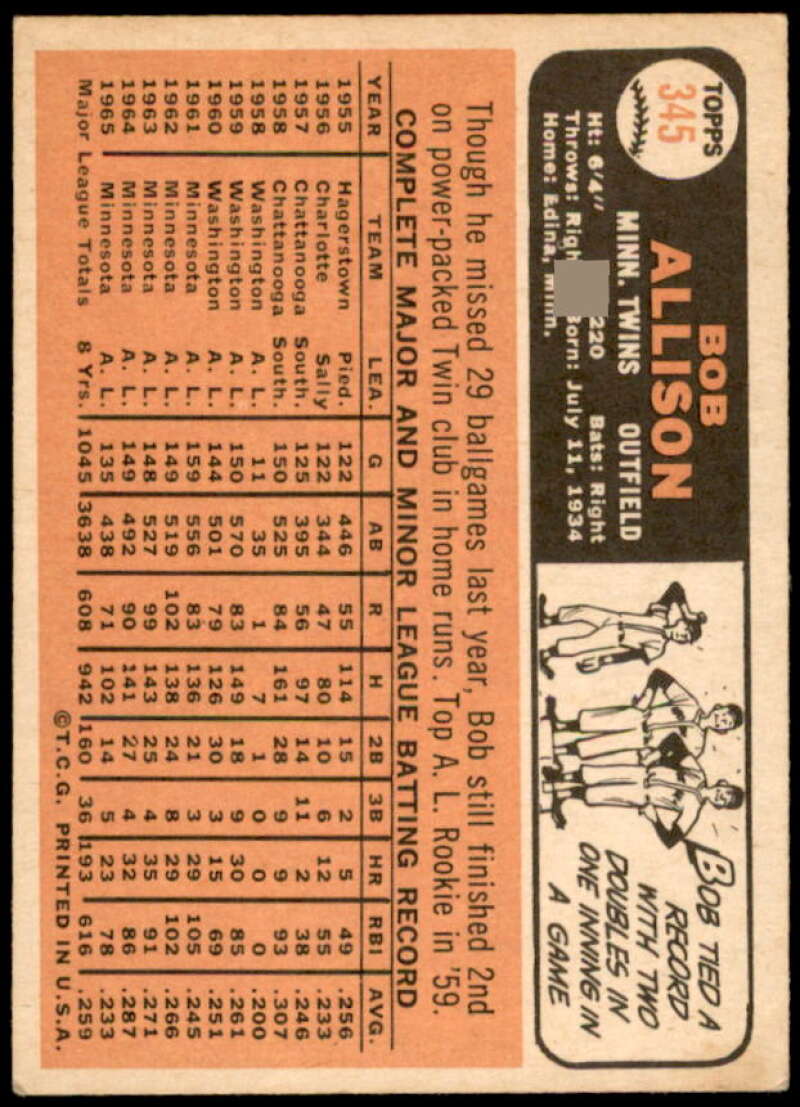 TOPPS
345
BOB
ALLISON
MINN. TWINS OUTFIELD
Ht: 6'4" 220 Bats: Right
Throws: Righ Born: July 11, 1934
Home: Edina, Minn.
BOB TIED A
RECORD
WITH TWO
DOUBLES IN
ONE INNING IN
A GAME
Though he missed 29 ballgames last year, Bob still finished 2nd
on power-packed Twin club in home runs. Top A. L. Rookie in '59.
COMPLETE MAJOR AND MINOR LEAGUE BATTING RECORD
YEAR TEAM LEA. G AB R H 2B 3B HR RBI AVG.
1955 Hagerstown Pied. 122 446 55 114 15 2 5 49 .256
1956 Charlotte Sally 122 344 47 80 10 6 12 55 .233
1957 Chattanooga South. 125 395 56 97 14 11 2 38 .246
1958 Chattanooga South. 150 525 84 161 28 9 9 93 .307
1958 Washington A. L. 11 35 1 7 1 0 0 0 .200
1959 Washington A. L. 150 570 83 149 18 9 30 85 .261
1960 Washington A. L. 144 501 79 126 30 3 15 69 .251
1961 Minnesota A. L. 159 556 83 136 21 3 29 105 .245
1962 Minnesota A. L. 149 519 102 138 24 8 29 102 .266
1963 Minnesota A. L. 148 527 99 143 25 4 35 91 .271
1964 Minnesota A. L. 149 492 90 141 27 4 32 86 .287
1965 Minnesota A. L. 135 438 71 102 14 5 23 78 .233
Major League Totals 8 Yrs. 1045 3638 608 942 160 36 193 616 .259
©T.C.G. PRINTED IN U.S.A.